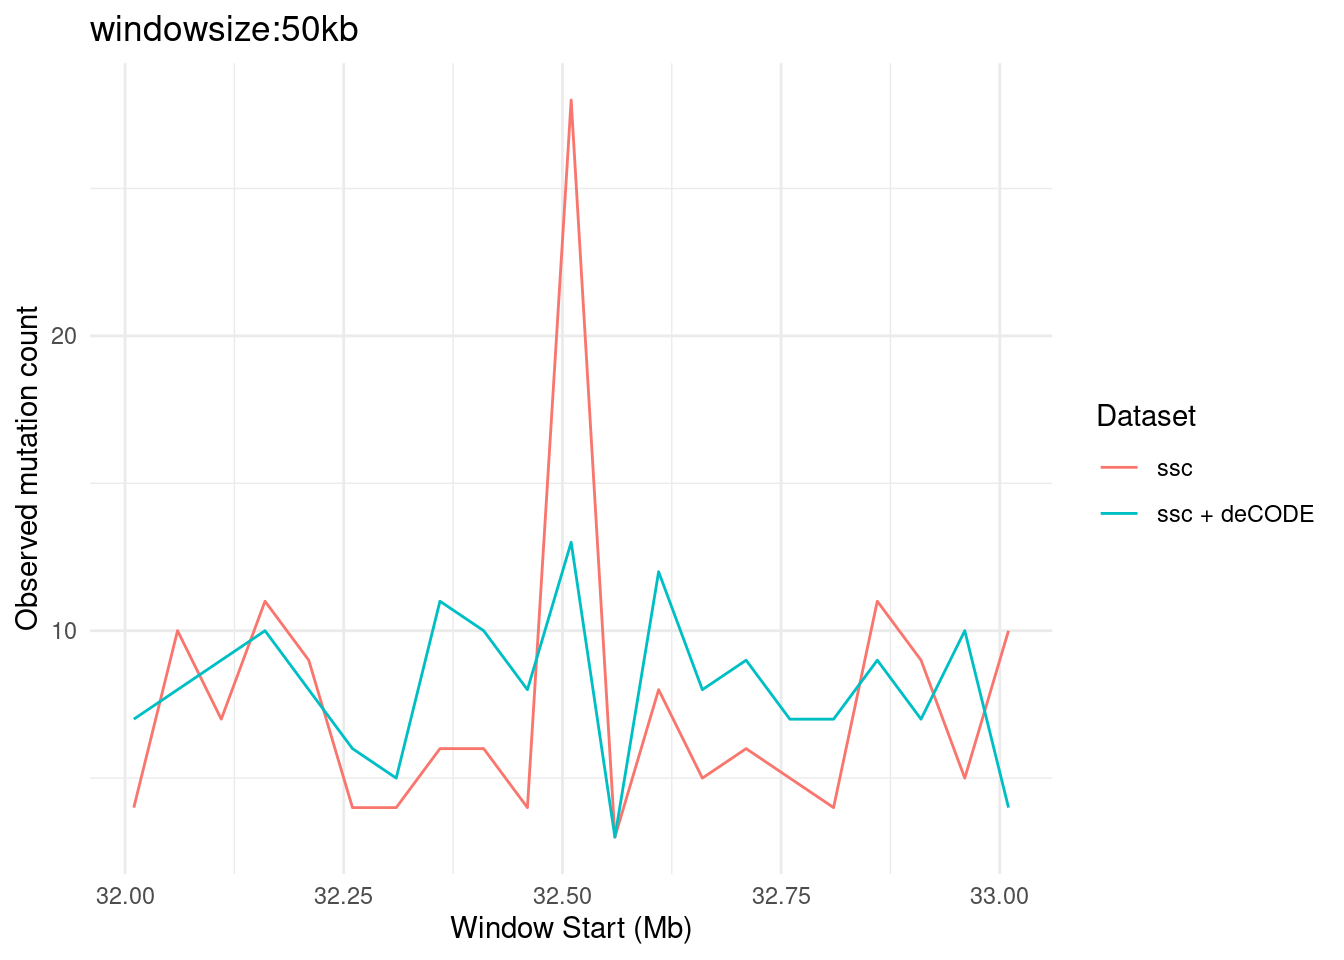 windowsize:50kb
Observed mutation count
20
10
32.00
32.25
32.50
32.75
33.00
Window Start (Mb)
Dataset
ssc
ssc + deCODE